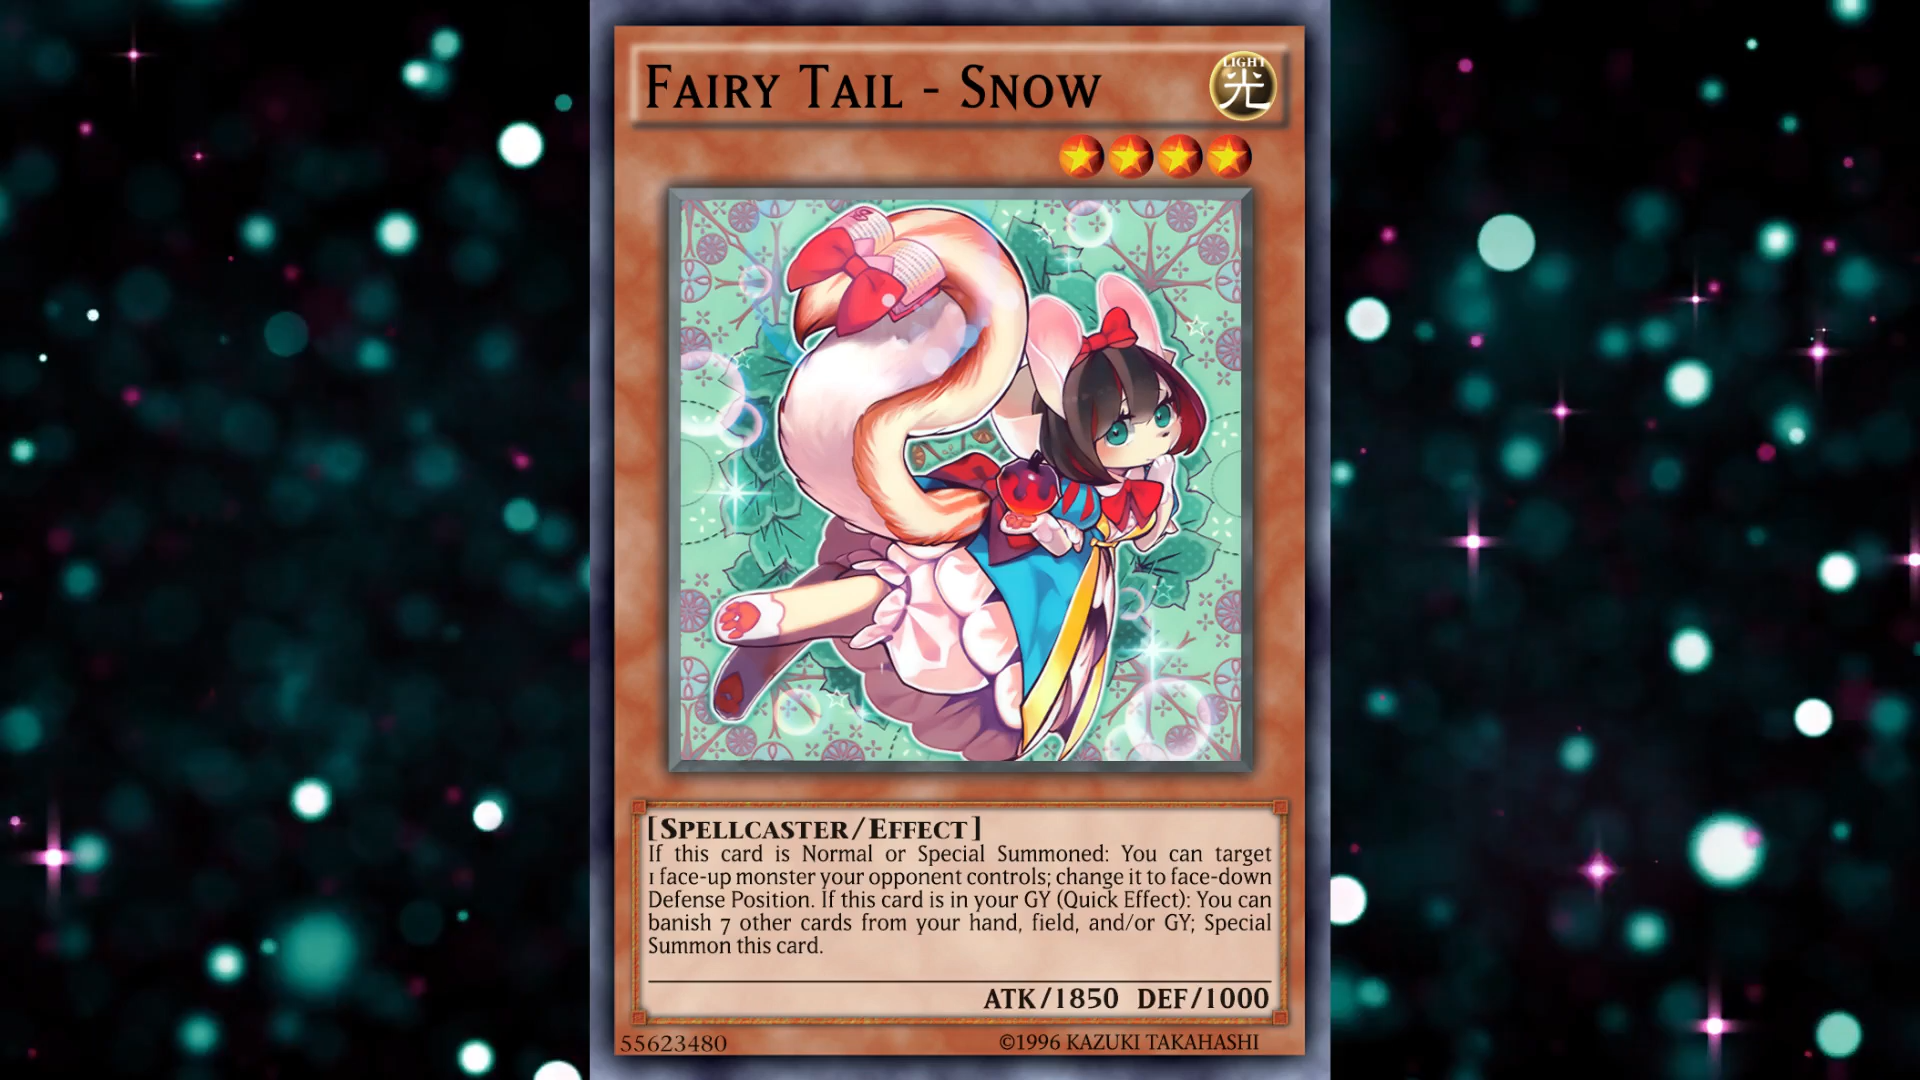 FAIRY TAIL - SNOW
LIGHT
光
[SPELLCASTER/EFFECT]
If this card is Normal or Special Summoned: You can target
1 face-up monster your opponent controls; change it to face-down
Defense Position. If this card is in your GY (Quick Effect): You can
banish 7 other cards from your hand, field, and/or GY; Special
Summon this card.
ATK/1850 DEF/1000
55623480
©1996 KAZUKI TAKAHASHI